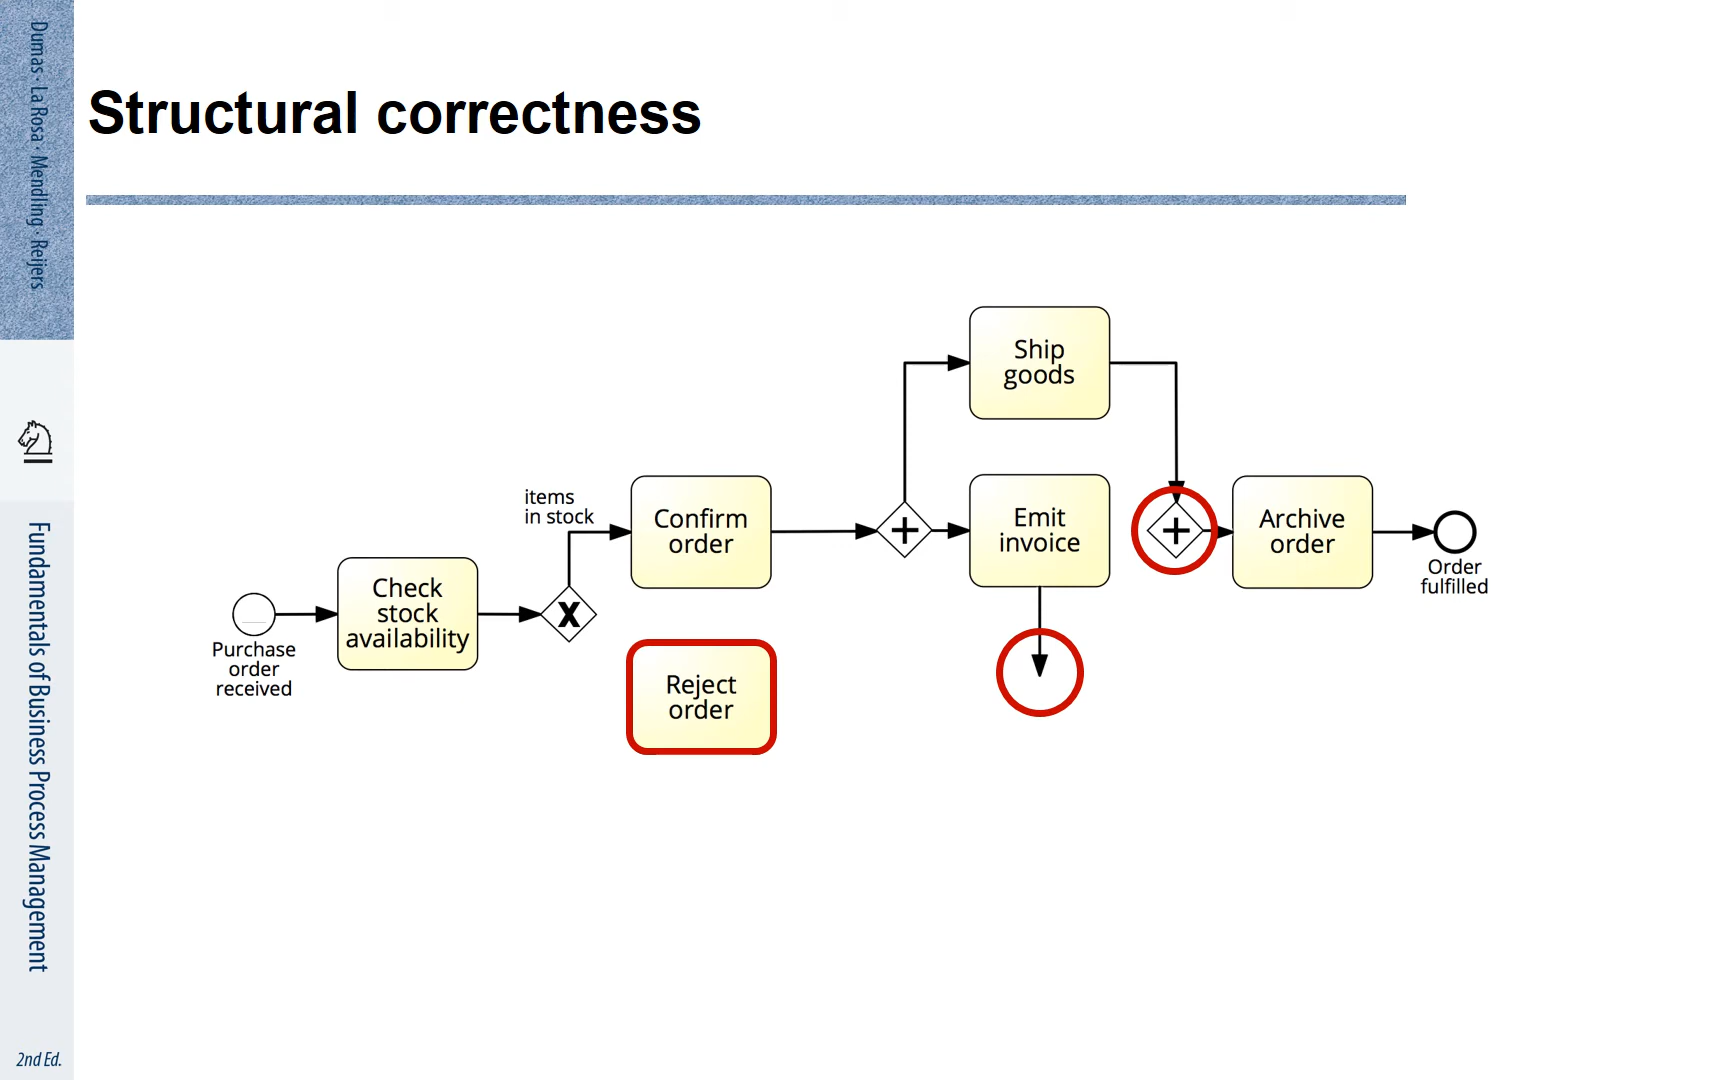 Dumas · La Rosa · Mendling · Reijers
Fundamentals of Business Process Management
2nd Ed.
Structural correctness
Purchase
order
received
Check
stock
availability
X
items
in stock
Confirm
order
Reject
order
+
Ship
goods
Emit
invoice
+
Archive
order
Order
fulfilled